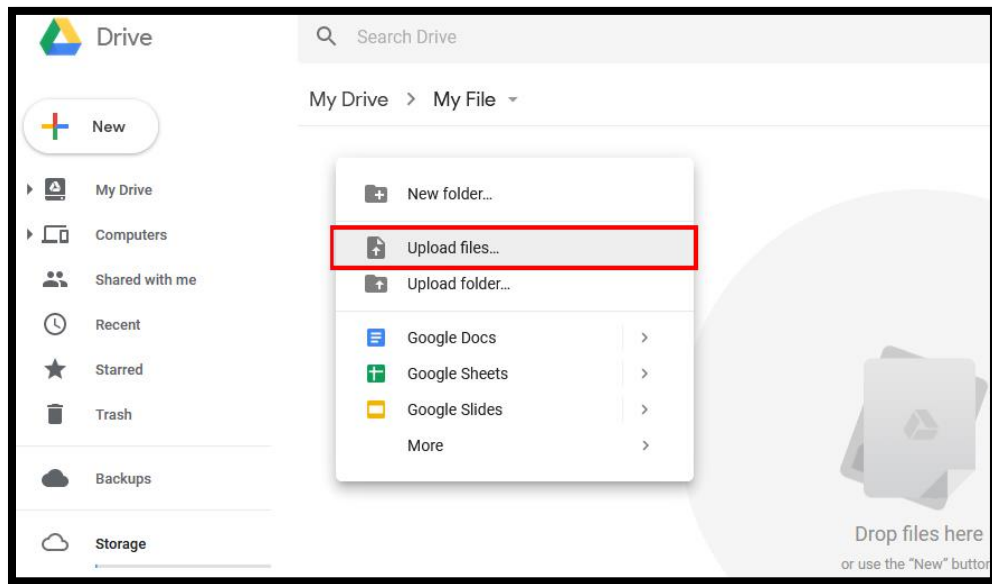 Drive
Search Drive
My Drive > My File
New
My Drive
Computers
Shared with me
Recent
Starred
Trash
Backups
Storage
New folder…
Upload files…
Upload folder…
Google Docs
Google Sheets
Google Slides
More
Drop files here
or use the “New” button